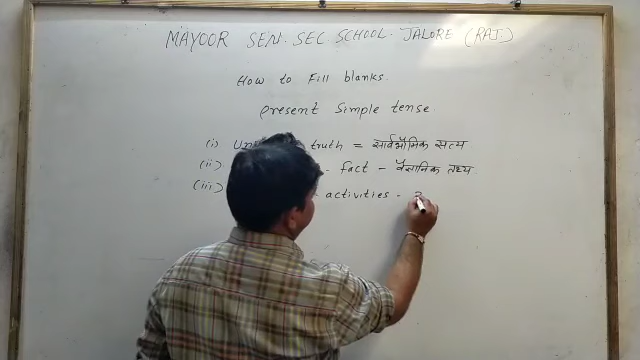 MAYOOR SEN. SEC. SCHOOL. JALORE (RAJ.)
How to Fill blanks.
present Simple tense.
(i) truth = सार्वभौमिक सत्य
(ii) fact - वैज्ञानिक तथ्य
(iii) activities -